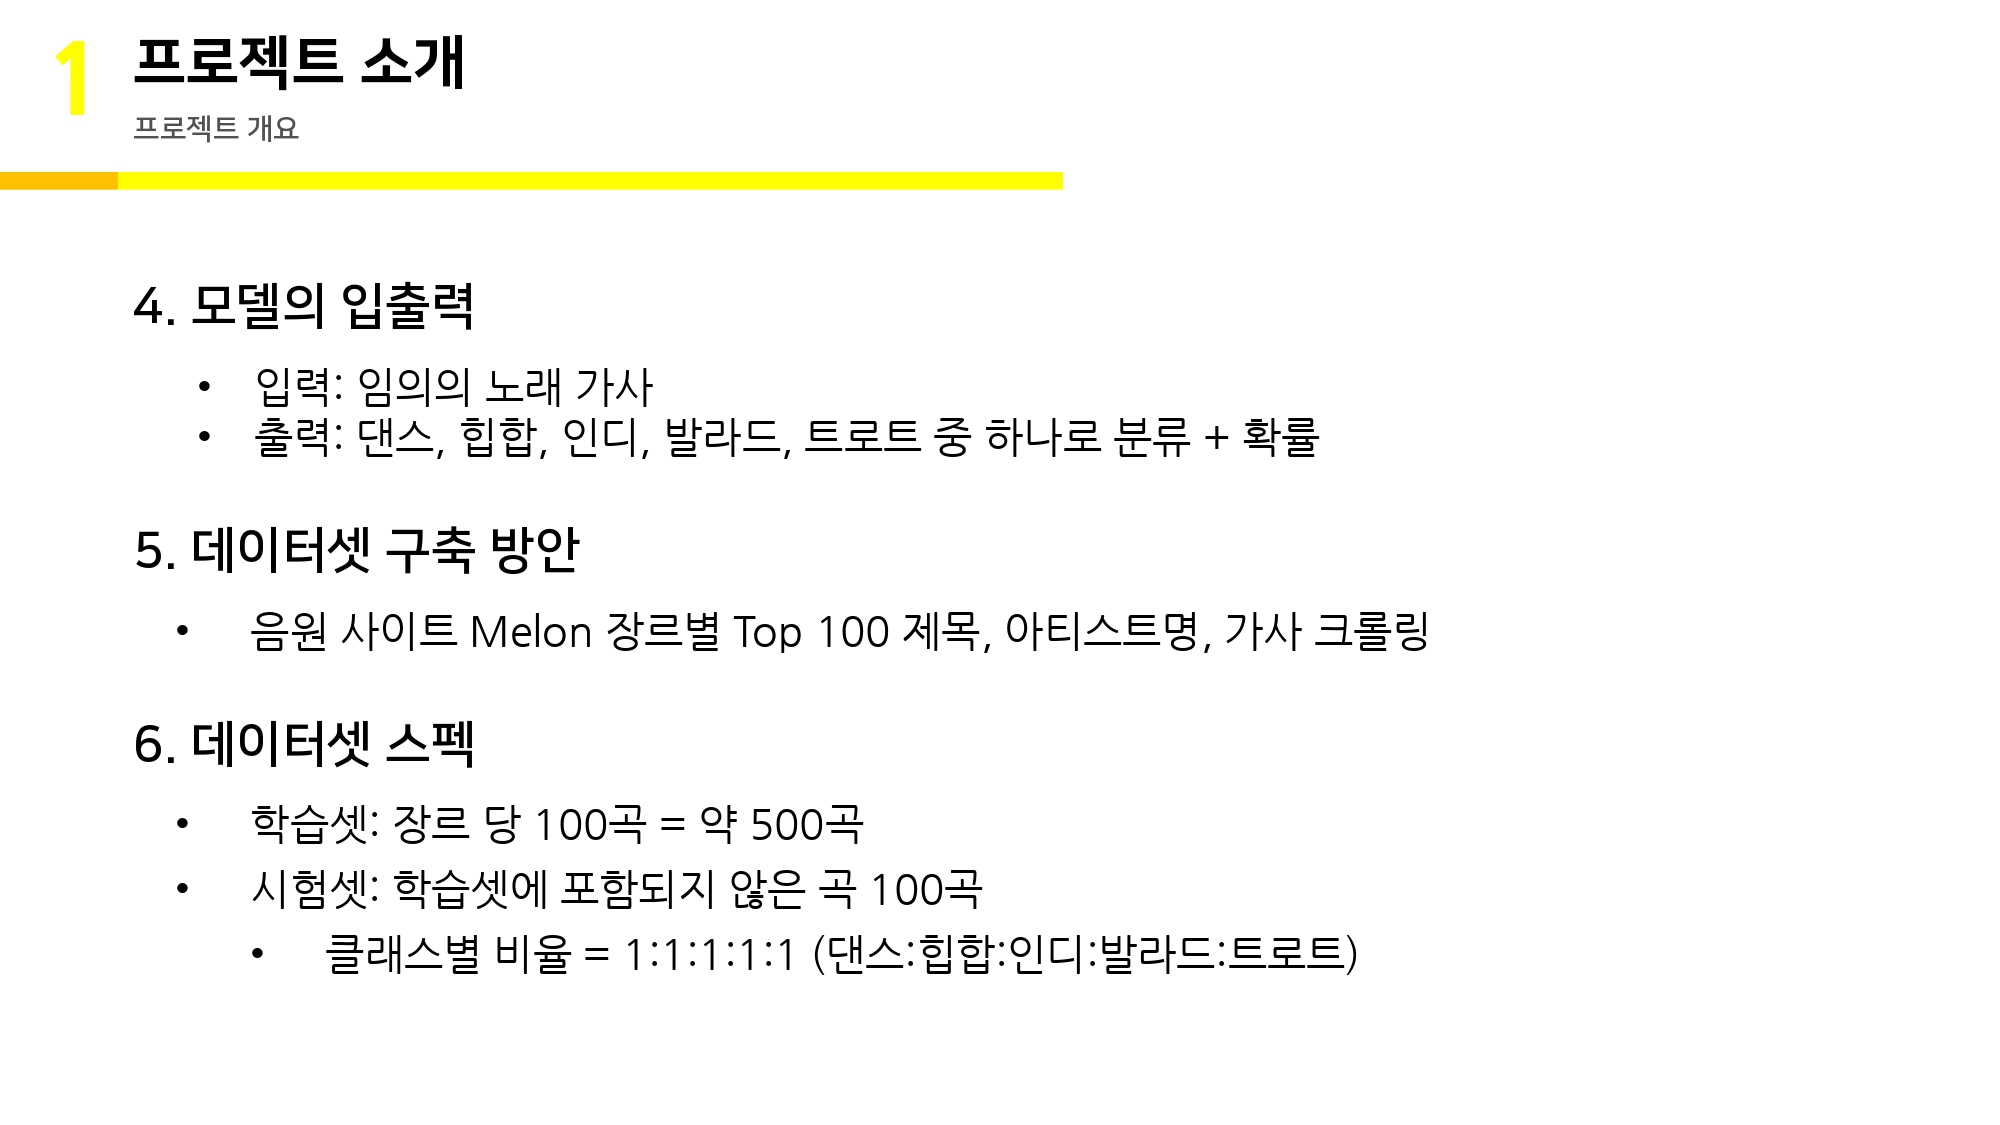 1 프로젝트 소개
프로젝트 개요
4. 모델의 입출력
• 입력: 임의의 노래 가사
• 출력: 댄스, 힙합, 인디, 발라드, 트로트 중 하나로 분류 + 확률
5. 데이터셋 구축 방안
• 음원 사이트 Melon 장르별 Top 100 제목, 아티스트명, 가사 크롤링
6. 데이터셋 스펙
• 학습셋: 장르 당 100곡 = 약 500곡
• 시험셋: 학습셋에 포함되지 않은 곡 100곡
• 클래스별 비율 = 1:1:1:1:1 (댄스:힙합:인디:발라드:트로트)